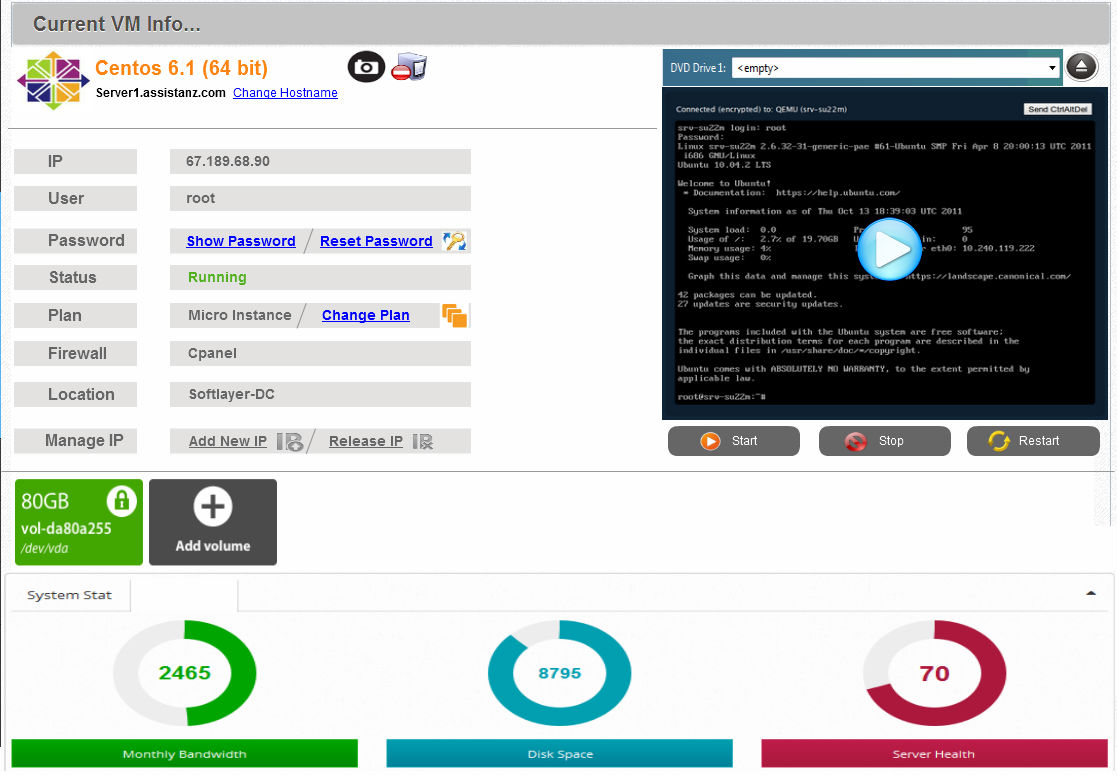 Current VM Info...
Centos 6.1 (64 bit)
Server1.assistanz.com Change Hostname
IP 67.189.68.90
User root
Password Show Password / Reset Password
Status Running
Plan Micro Instance / Change Plan
Firewall Cpanel
Location Softlayer-DC
Manage IP Add New IP / Release IP
DVD Drive1: <empty>
Connected (encrypted) to: QEMU (srv-su22m) Send CtrlAltDel
srv-su22m login: root
Password:
Linux srv-su22m 2.6.32-31-generic-pae #61-Ubuntu SMP Fri Apr 8 20:00:13 UTC 2011
i686 GNU/Linux
Ubuntu 10.04.2 LTS
Welcome to Ubuntu!
* Documentation: https://help.ubuntu.com/
System information as of Thu Oct 13 18:39:03 UTC 2011
System load: 0.0 95
Usage of /: 2.7% of 19.70GB in: 0
Memory usage: 4% eth0: 10.240.119.222
Swap usage: 0%
Graph this data and manage this https://landscape.canonical.com/
42 packages can be updated.
27 updates are security updates.
The programs included with the Ubuntu system are free software;
the exact distribution terms for each program are described in the
individual files in /usr/share/doc/*/copyright.
Ubuntu comes with ABSOLUTELY NO WARRANTY, to the extent permitted by
applicable law.
root@srv-su22m:~#
Start Stop Restart
80GB
vol-da80a255
/dev/vda
Add volume
System Stat
2465 8795 70
Monthly Bandwidth Disk Space Server Health